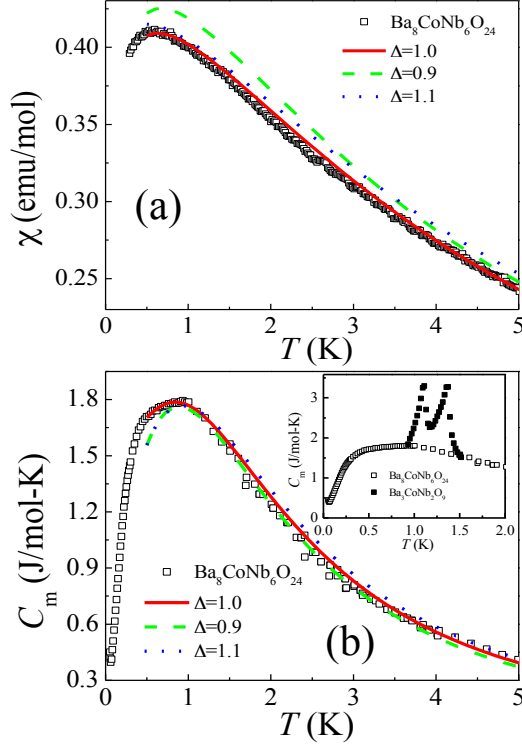 0.40
0.35
0.30
0.25
χ (emu/mol)
Ba₈CoNb₆O₂₄
Δ=1.0
Δ=0.9
Δ=1.1
(a)
0 1 2 3 4 5
T (K)
1.8
1.5
1.2
0.9
0.6
0.3
Cₘ (J/mol-K)
3
2
1
0
Cₘ (J/mol-K)
Ba₈CoNb₆O₂₄
Ba₃CoNb₂O₉
0.0 0.5 1.0 1.5 2.0
T (K)
Ba₈CoNb₆O₂₄
Δ=1.0
Δ=0.9
Δ=1.1
(b)
0 1 2 3 4 5
T (K)